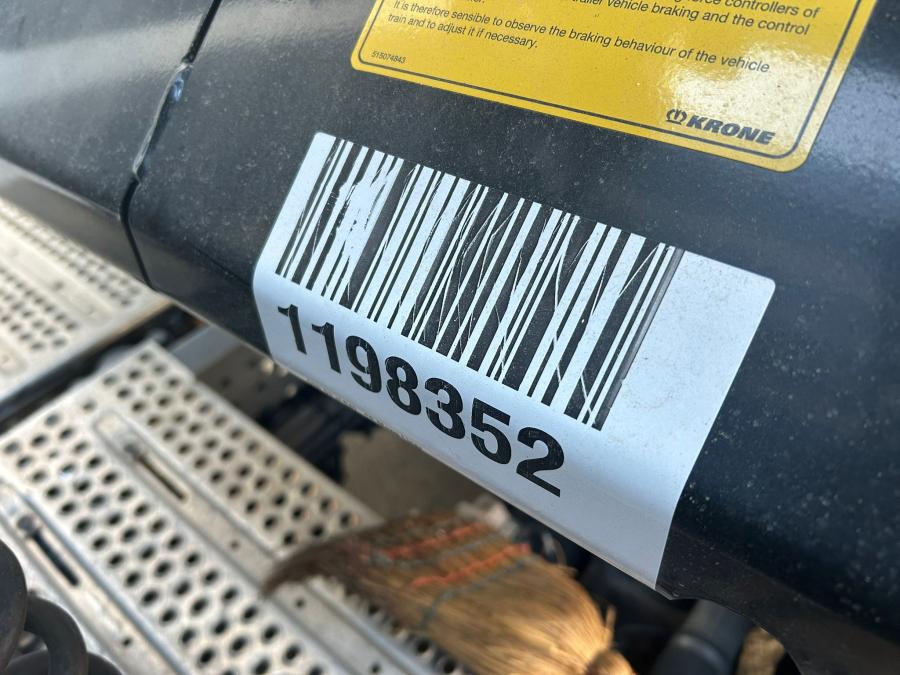 force controllers of
trailer vehicle braking and the control
It is therefore sensible to observe the braking behaviour of the vehicle
train and to adjust it if necessary.
515074843
KRONE
1198352